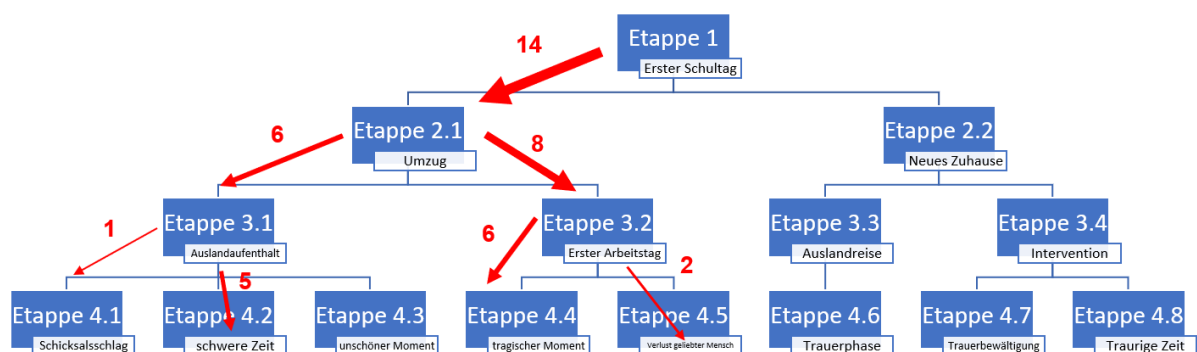 Etappe 1
14
Erster Schultag
Etappe 2.1
Etappe 2.2
6
8
Umzug
Neues Zuhause
Etappe 3.1
Etappe 3.2
Etappe 3.3
Etappe 3.4
1
6
Auslandaufenthalt
Erster Arbeitstag
Auslandreise
Intervention
5
2
Etappe 4.1
Etappe 4.2
Etappe 4.3
Etappe 4.4
Etappe 4.5
Etappe 4.6
Etappe 4.7
Etappe 4.8
Schicksalsschlag
schwere Zeit
unschöner Moment
tragischer Moment
Verlust geliebter Mensch
Trauerphase
Trauerbewältigung
Traurige Zeit